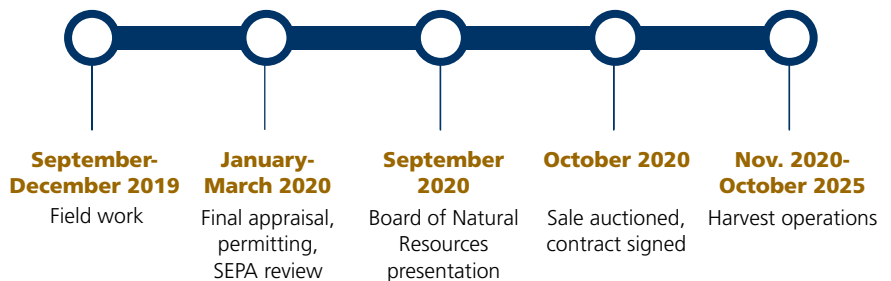 September-
December 2019
Field work
January-
March 2020
Final appraisal,
permitting,
SEPA review
September
2020
Board of Natural
Resources
presentation
October 2020
Sale auctioned,
contract signed
Nov. 2020-
October 2025
Harvest operations